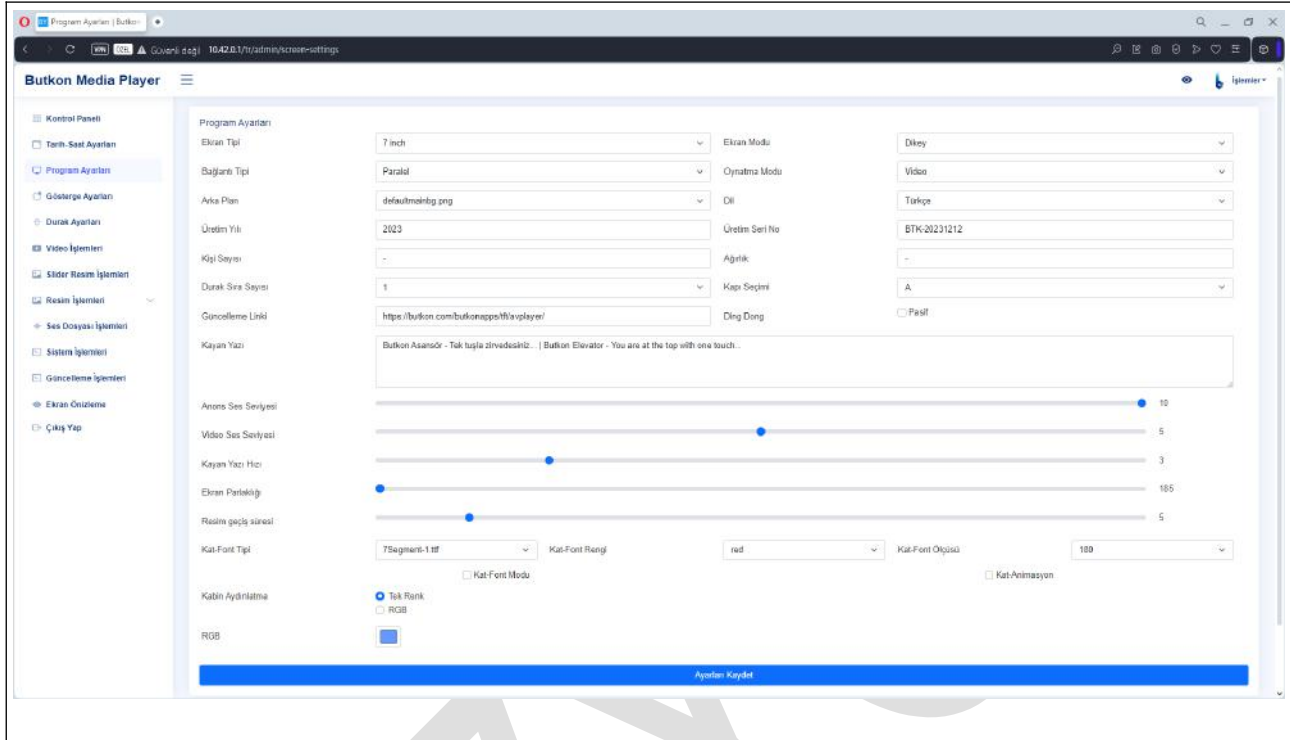 Program Ayarları | Butkon
VPN ÖZEL Güvenli değil 10.42.0.1/tr/admin/screen-settings
Butkon Media Player
İşlemler
Kontrol Paneli
Tarih-Saat Ayarları
Program Ayarları
Gösterge Ayarları
Durak Ayarları
Video İşlemleri
Slider Resim İşlemleri
Resim İşlemleri
Ses Dosyası İşlemleri
Sistem İşlemleri
Güncelleme İşlemleri
Ekran Önizleme
Çıkış Yap
Program Ayarları
Ekran Tipi 7 inch Ekran Modu Dikey
Bağlantı Tipi Paralel Oynatma Modu Video
Arka Plan defaultmainbg.png Dil Türkçe
Üretim Yılı 2023 Üretim Seri No BTK-20231212
Kişi Sayısı - Ağırlık -
Durak Sıra Sayısı 1 Kapı Seçimi A
Güncelleme Linki https://butkon.com/butkonapps/tft/avplayer/ Ding Dong Pasif
Kayan Yazı Butkon Asansör - Tek tuşla zirvedesiniz... | Butkon Elevator - You are at the top with one touch...
Anons Ses Seviyesi 10
Video Ses Seviyesi 5
Kayan Yazı Hızı 3
Ekran Parlaklığı 185
Resim geçiş süresi 5
Kat-Font Tipi 7Segment-1.ttf Kat-Font Rengi red Kat-Font Ölçüsü 180
Kat-Font Modu Kat-Animasyon
Kabin Aydınlatma Tek Renk
RGB
RGB
Ayarları Kaydet